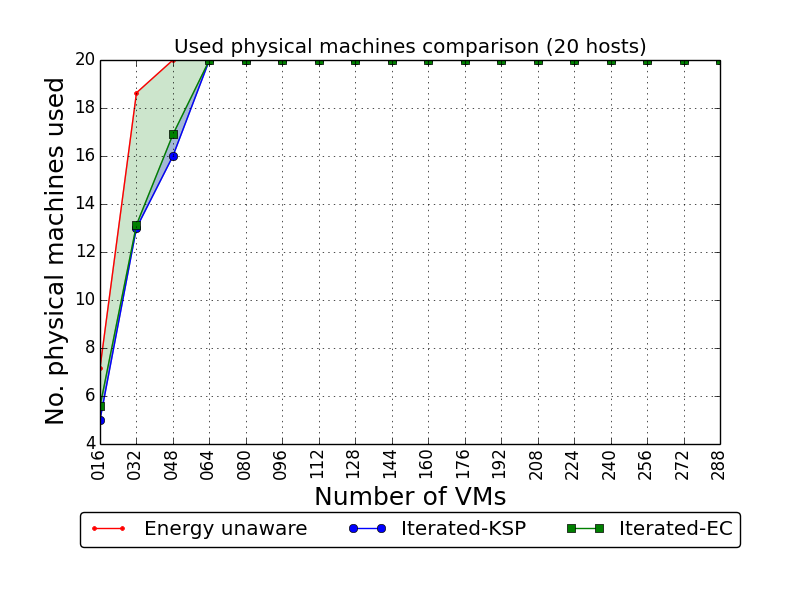 Used physical machines comparison (20 hosts)
No. physical machines used
20
18
16
14
12
10
8
6
4
016 032 048 064 080 096 112 128 144 160 176 192 208 224 240 256 272 288
Number of VMs
Energy unaware Iterated-KSP Iterated-EC